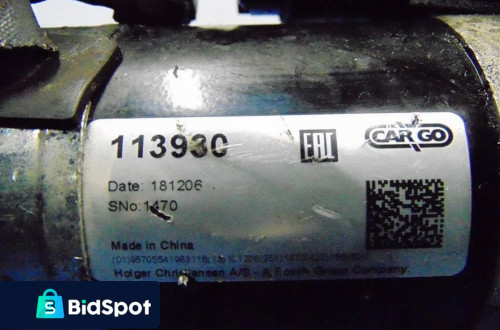 113930
EAC
CARGO
Date: 181206
SNo: 1470
Made in China
Holger Christiansen A/S - A Bosch Group Company
BidSpot